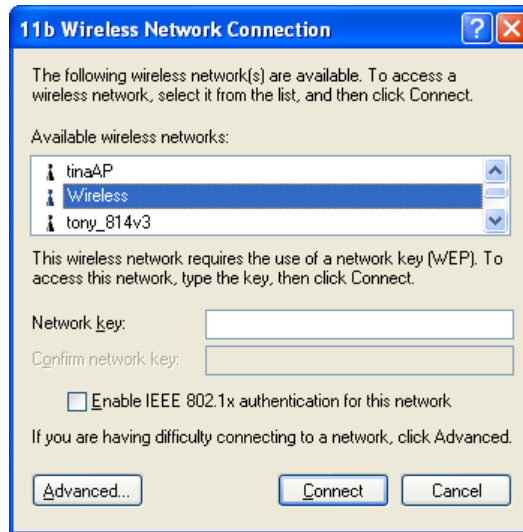 11b Wireless Network Connection
The following wireless network(s) are available. To access a
wireless network, select it from the list, and then click Connect.
Available wireless networks:
tinaAP
Wireless
tony_814v3
This wireless network requires the use of a network key (WEP). To
access this network, type the key, then click Connect.
Network key:
Confirm network key:
Enable IEEE 802.1x authentication for this network
If you are having difficulty connecting to a network, click Advanced.
Advanced... Connect Cancel